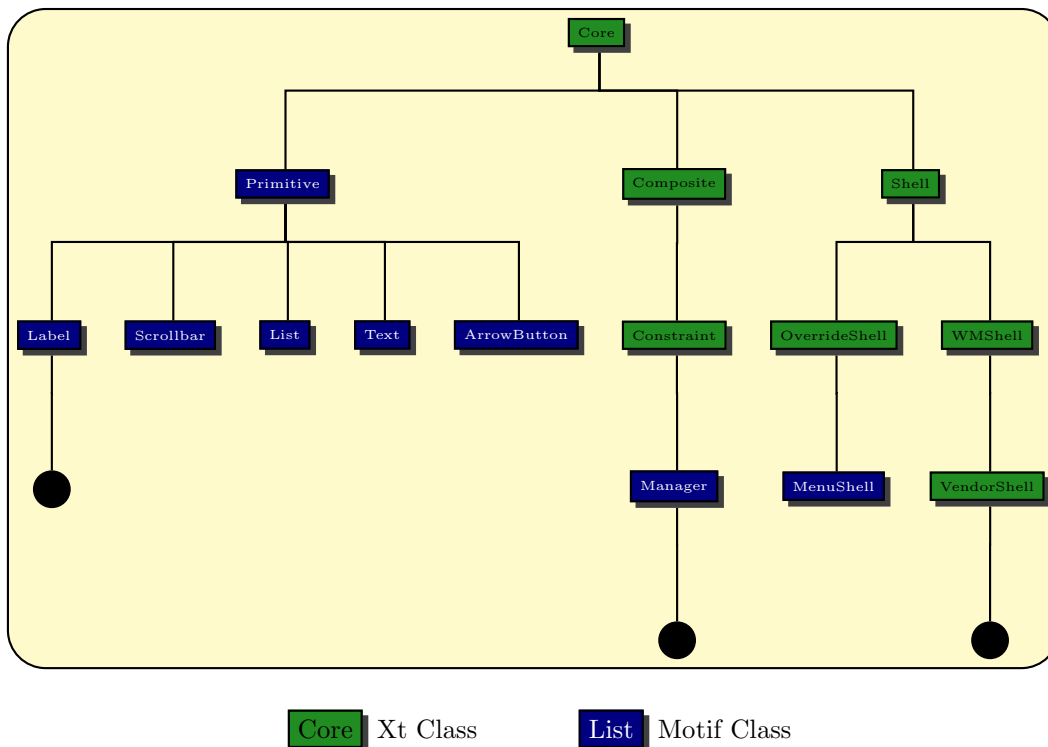 Core
Primitive Composite Shell
Label Scrollbar List Text ArrowButton Constraint OverrideShell WMShell
Manager MenuShell VendorShell
Core Xt Class List Motif Class